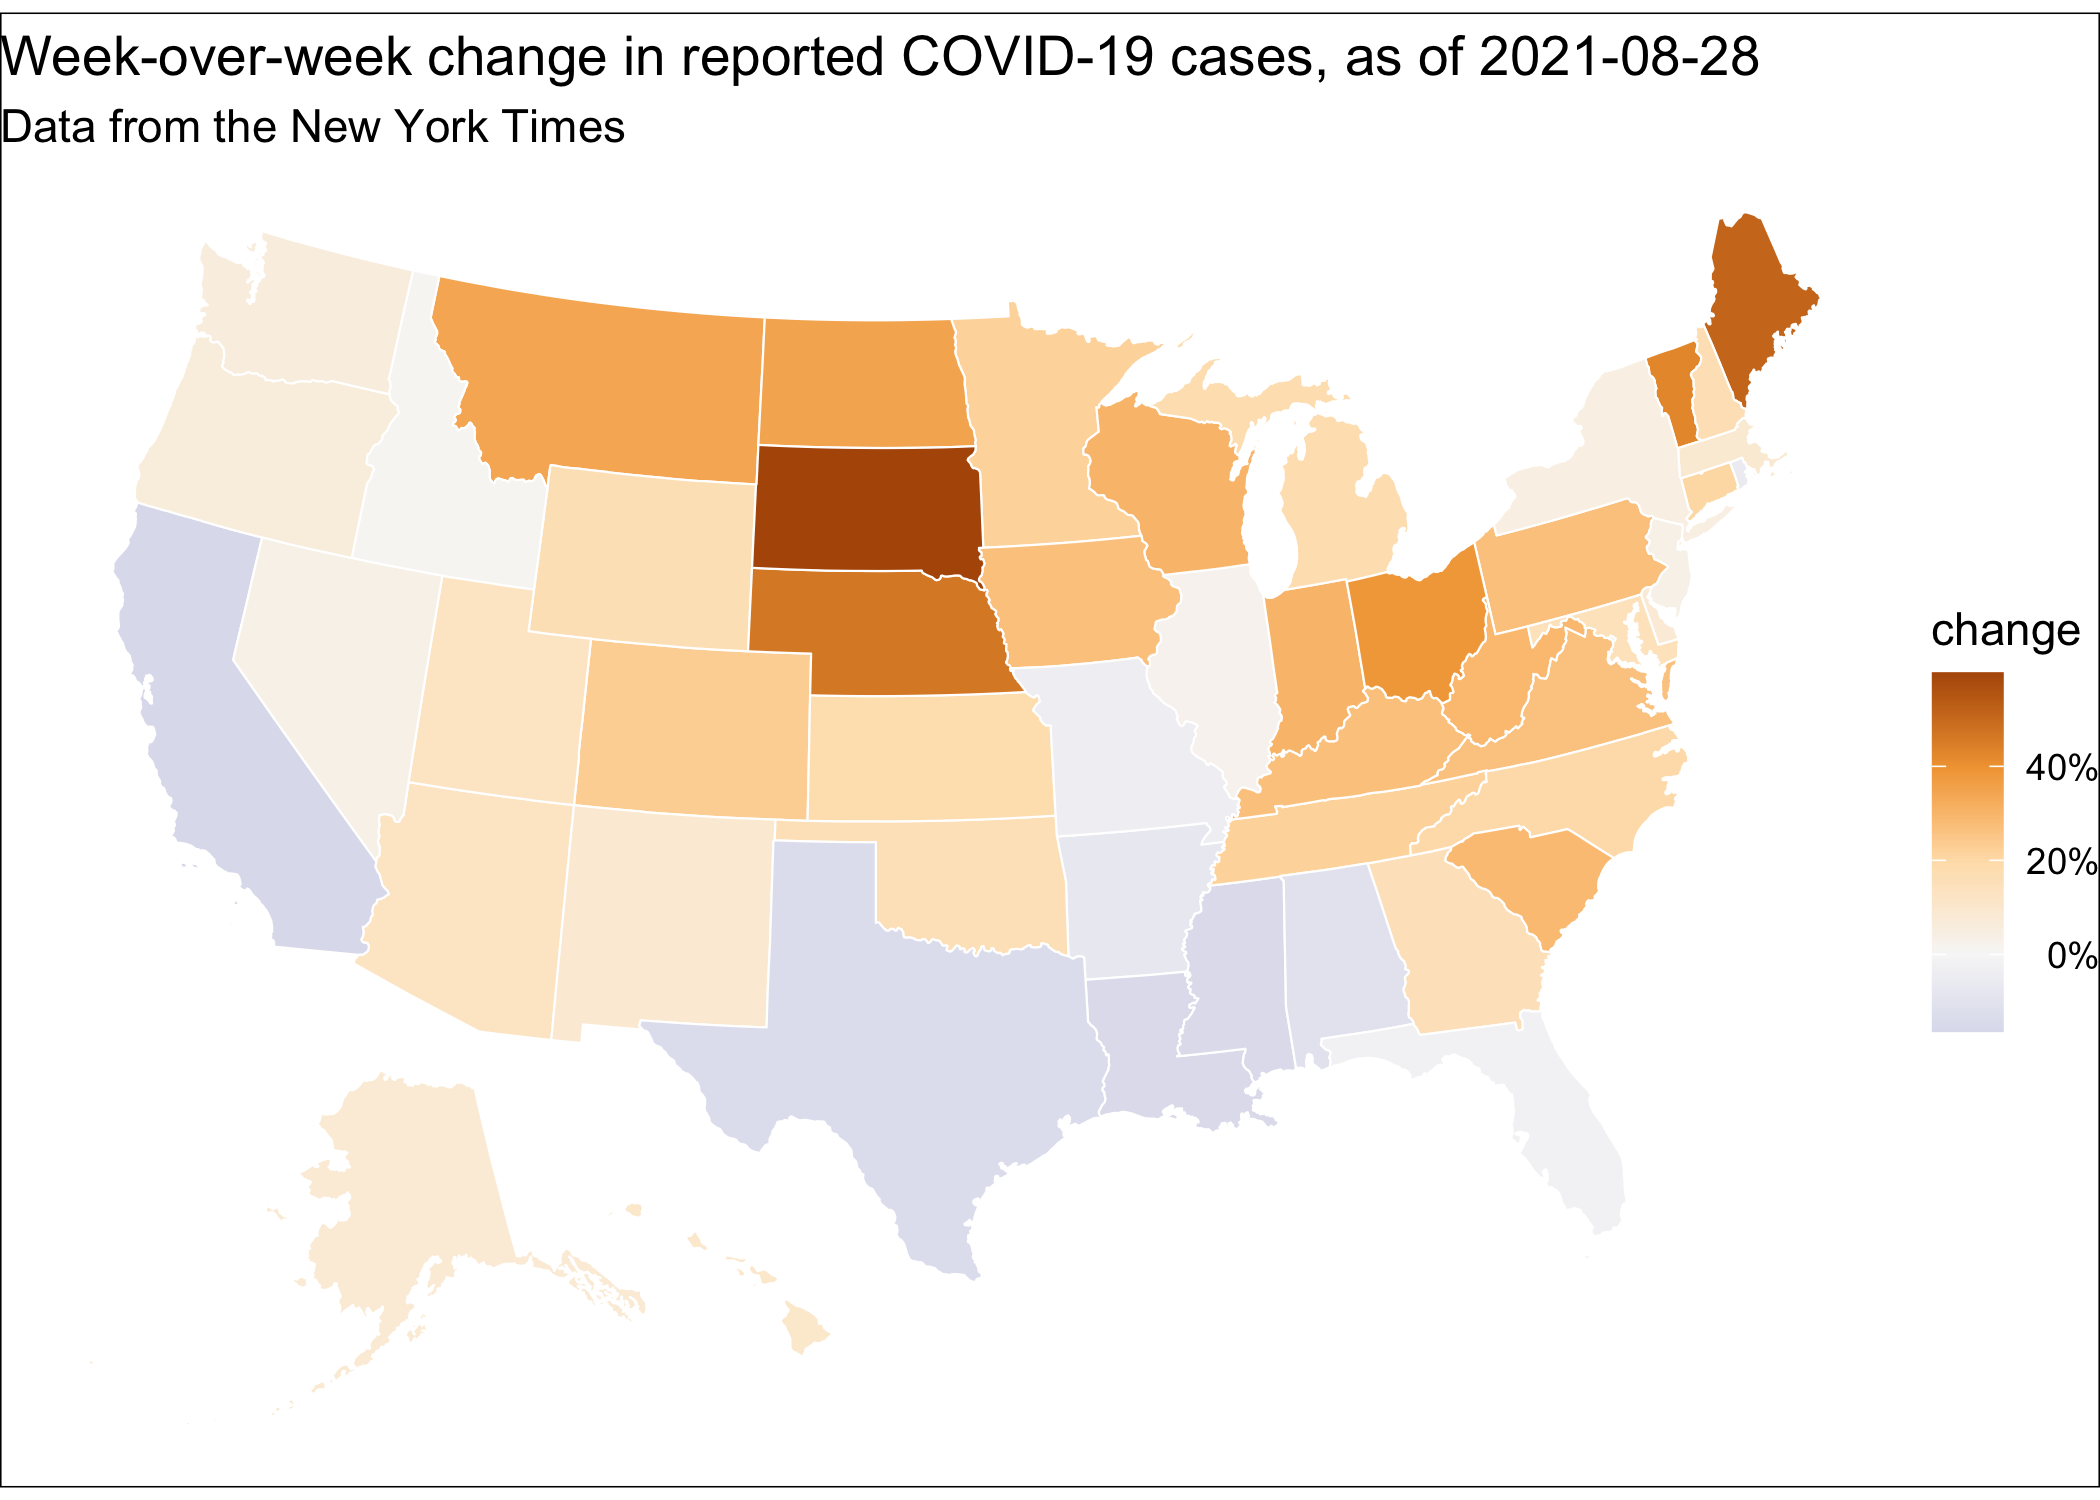 Week-over-week change in reported COVID-19 cases, as of 2021-08-28
Data from the New York Times
change
40%
20%
0%